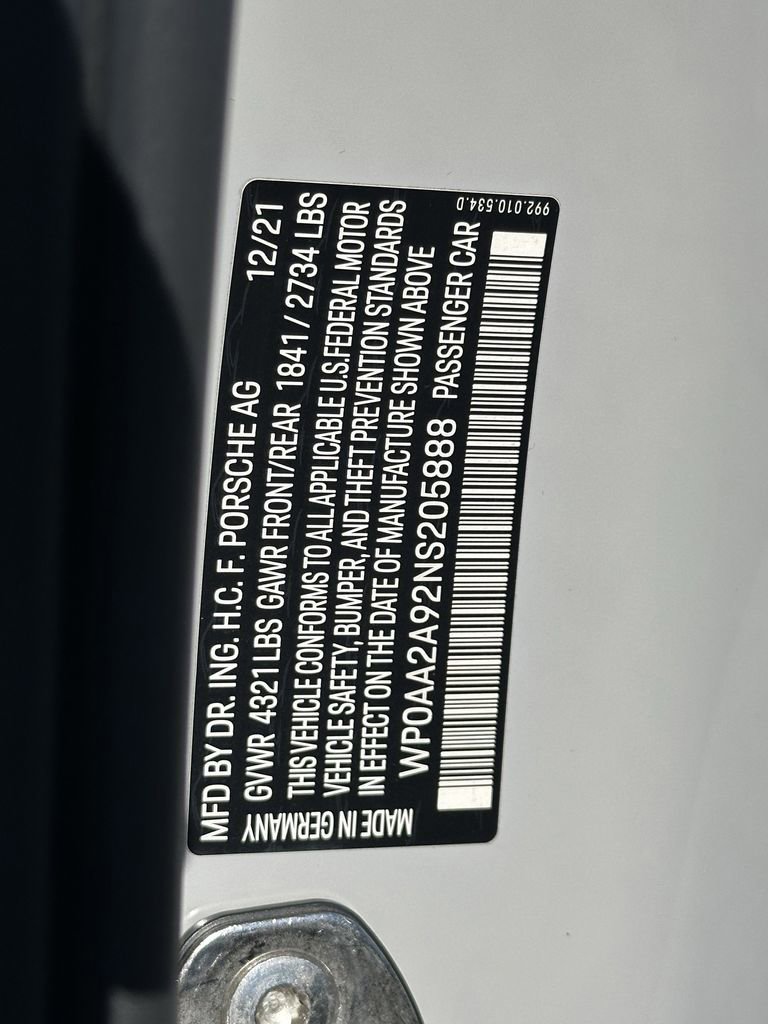 MFD BY DR. ING. H.C. F. PORSCHE AG 12/21
GVWR 4321LBS GAWR FRONT/REAR 1841 / 2734 LBS
THIS VEHICLE CONFORMS TO ALL APPLICABLE U.S.FEDERAL MOTOR
VEHICLE SAFETY, BUMPER, AND THEFT PREVENTION STANDARDS
IN EFFECT ON THE DATE OF MANUFACTURE SHOWN ABOVE
WP0AA2A92NS205888 PASSENGER CAR
MADE IN GERMANY
992.010.534.D